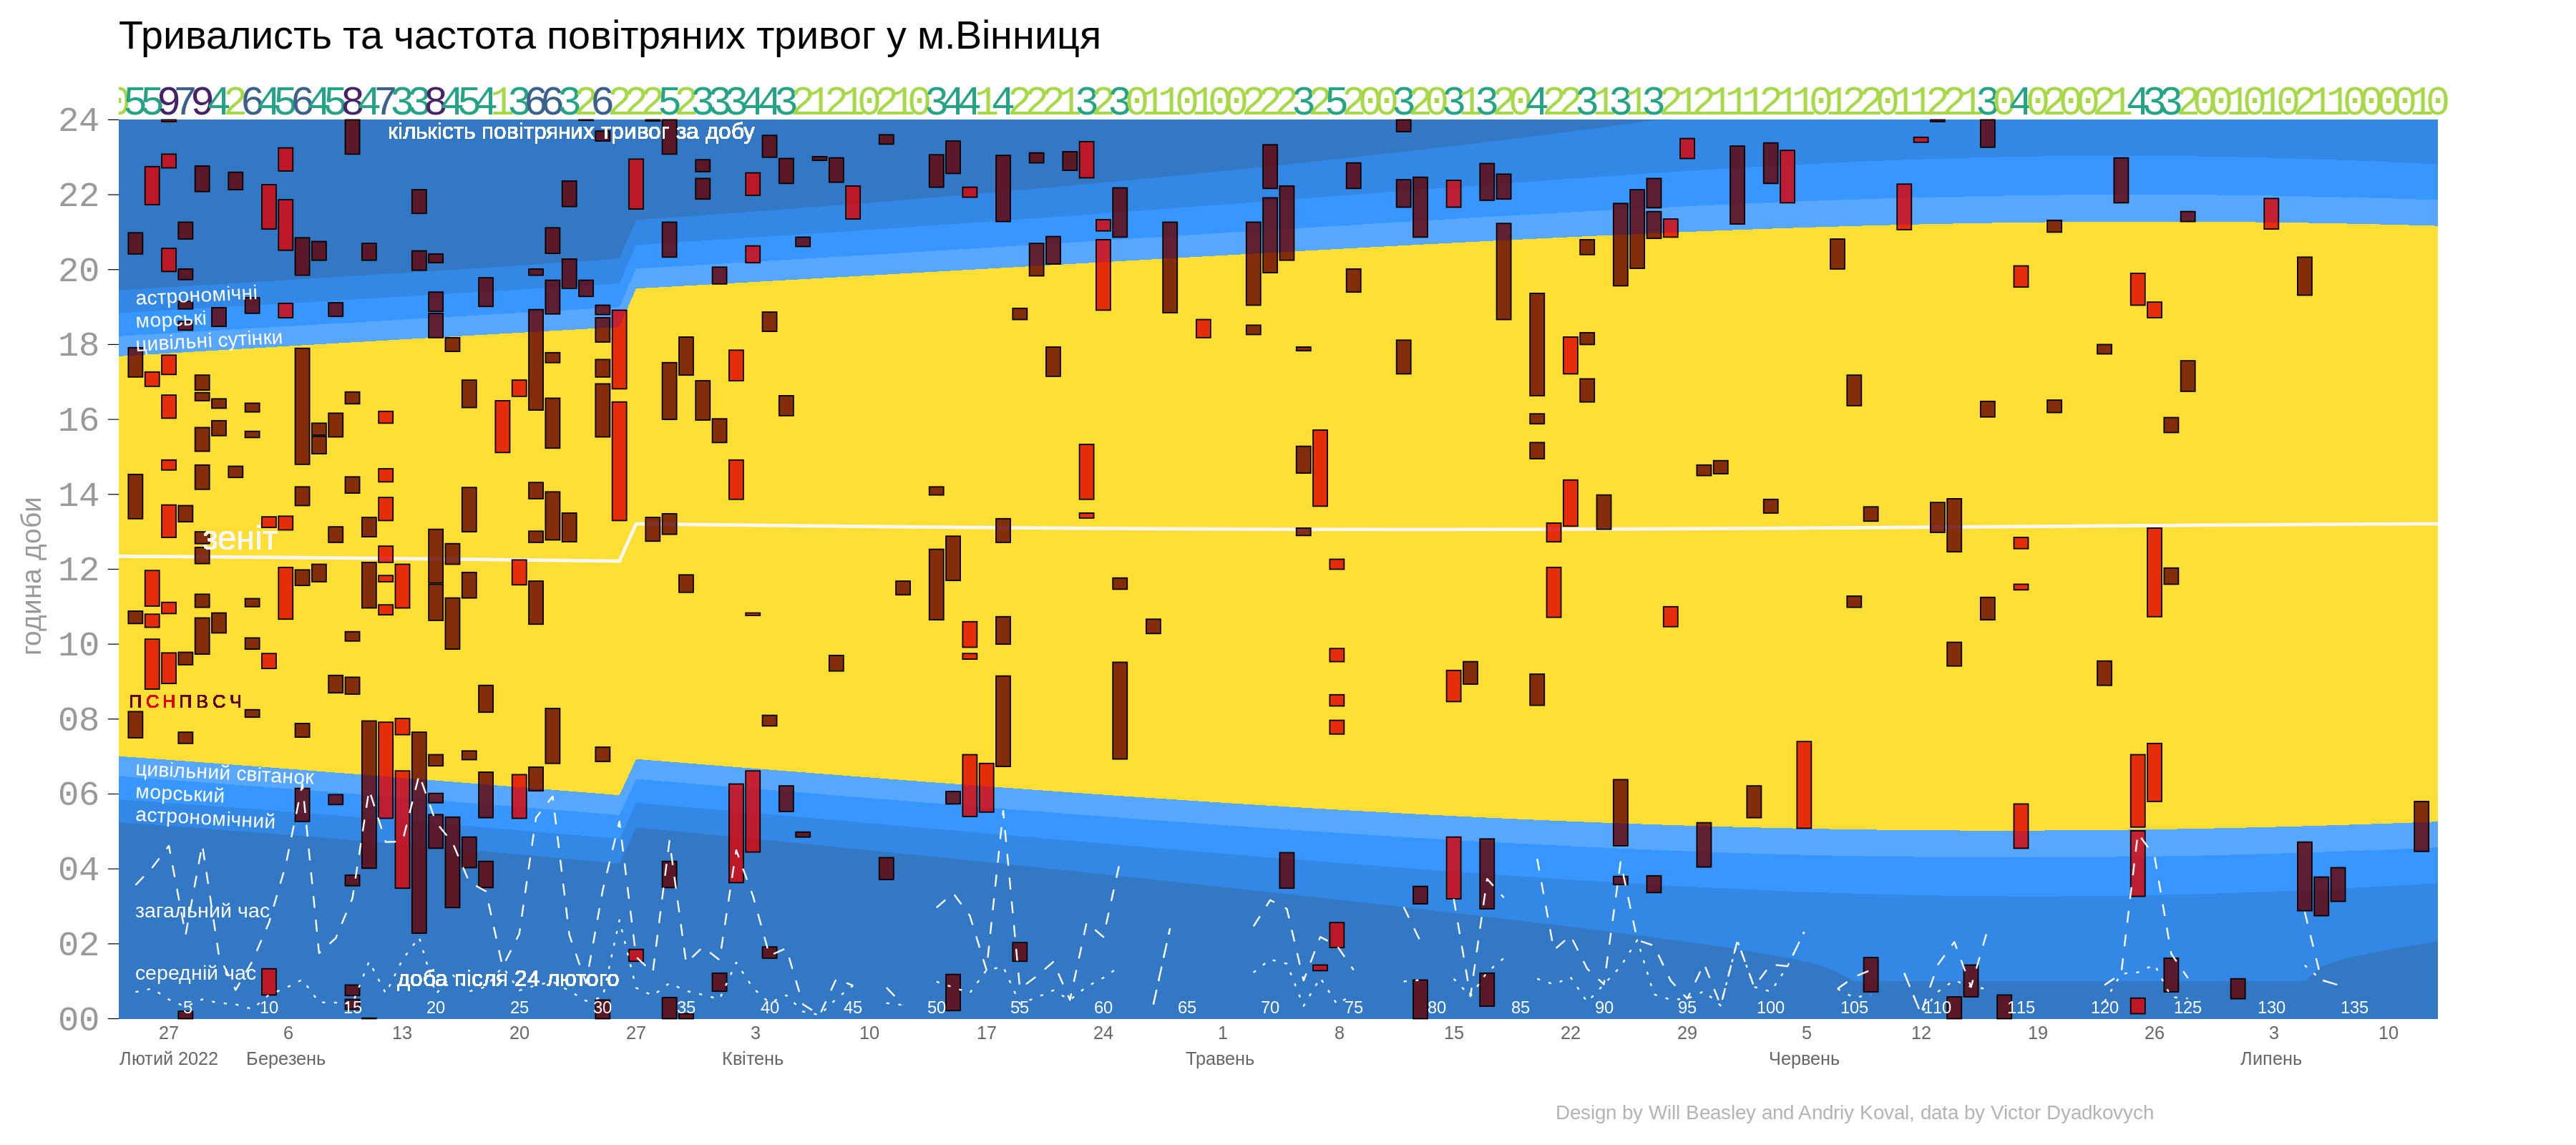 Тривалисть та частота повітряних тривог у м.Вінниця
05597942645645847338454136632622252333443212102103441422213230110100222325200320313204223131321211121101220112213040200214332001010211000010
кількість повітряних тривог за добу
24
22
20
18
16
14
12
10
08
06
04
02
00
година доби
астрономічні
морські
цивільні сутінки
зеніт
ПСНПВСЧ
цивільний світанок
морський
астрономічний
загальний час
середній час
доба після 24 лютого
5 10 15 20 25 30 35 40 45 50 55 60 65 70 75 80 85 90 95 100 105 110 115 120 125 130 135
27 6 13 20 27 3 10 17 24 1 8 15 22 29 5 12 19 26 3 10
Лютий 2022 Березень Квітень Травень Червень Липень
Design by Will Beasley and Andriy Koval, data by Victor Dyadkovych